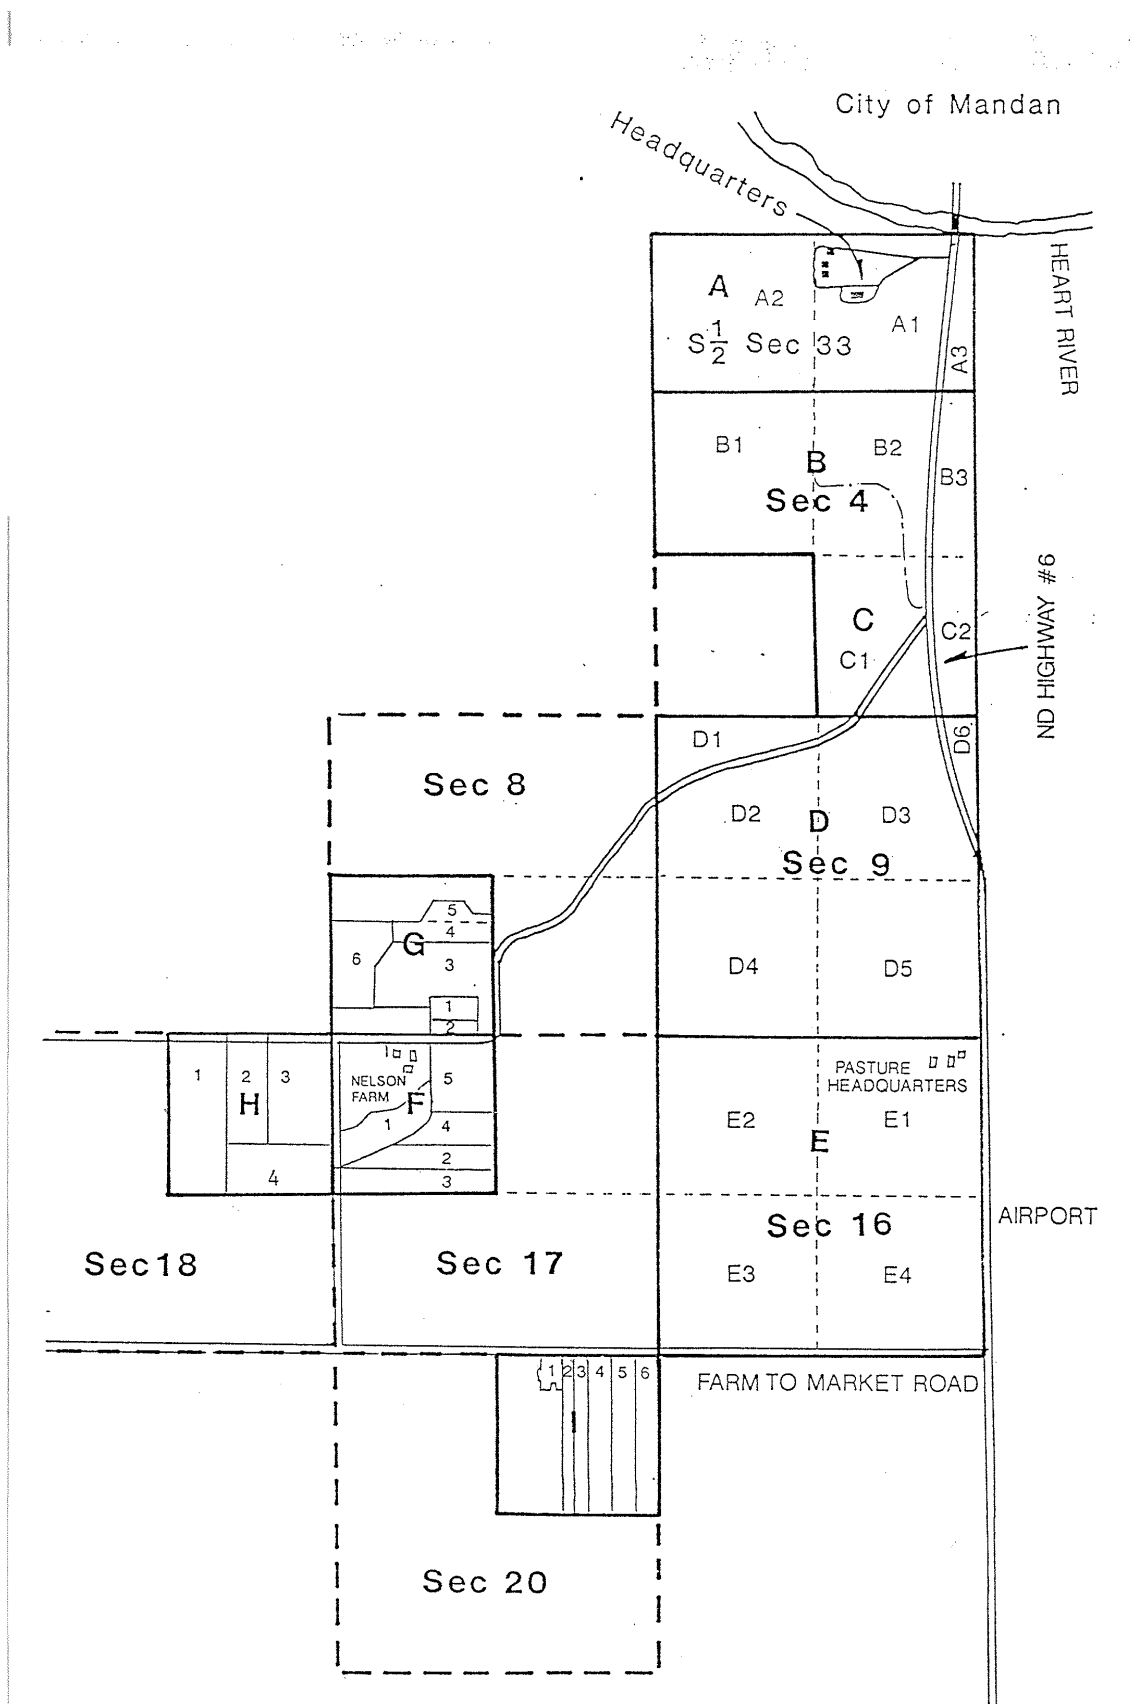 City of Mandan
Headquarters
HEART RIVER
A
A2
A1
A3
S 1/2 Sec 33
B1
B
B2
B3
Sec 4
ND HIGHWAY #6
C
C1
C2
D1
D6
Sec 8
D2
D
D3
Sec 9
5
4
G
6
3
D4
D5
1
2
1
2
3
H
4
NELSON
FARM
F
5
1
4
2
3
PASTURE
HEADQUARTERS
E2
E1
E
AIRPORT
Sec 18
Sec 17
Sec 16
E3
E4
1 2 3 4 5 6
FARM TO MARKET ROAD
Sec 20